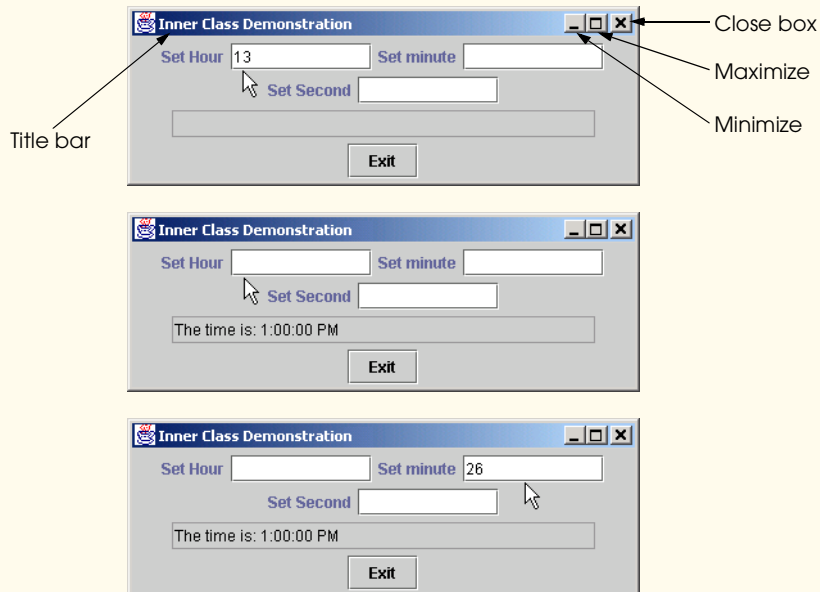 Inner Class Demonstration
Close box
Set Hour 13 Set minute
Maximize
Set Second
Minimize
Title bar
Exit
Inner Class Demonstration
Set Hour Set minute
Set Second
The time is: 1:00:00 PM
Exit
Inner Class Demonstration
Set Hour Set minute 26
Set Second
The time is: 1:00:00 PM
Exit